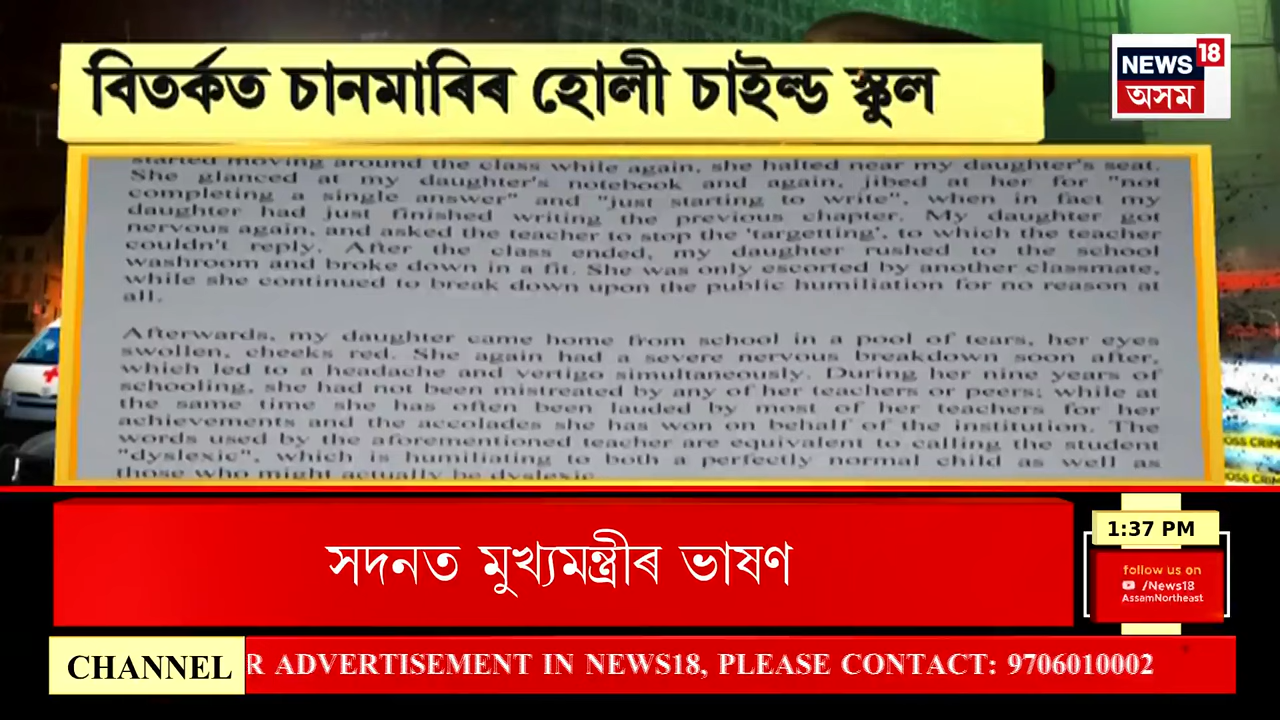 বিতৰ্কত চানমাৰিৰ হোলী চাইল্ড স্কুল
NEWS 18
অসম
started moving around the class while again, she halted near my daughter's seat.
She glanced at my daughter's notebook and again, jibed at her for "not
completing a single answer" and "just starting to write", when in fact my
daughter had just finished writing the previous chapter. My daughter got
nervous again, and asked the teacher to stop the 'targetting', to which the teacher
couldn't reply. After the class ended, my daughter rushed to the school
washroom and broke down in a fit. She was only escorted by another classmate,
while she continued to break down upon the public humiliation for no reason at
all.
Afterwards, my daughter came home from school in a pool of tears, her eyes
swollen, cheeks red. She again had a severe nervous breakdown soon after,
which led to a headache and vertigo simultaneously. During her nine years of
schooling, she had not been mistreated by any of her teachers or peers; while at
the same time she has often been lauded by most of her teachers for her
achievements and the accolades she has won on behalf of the institution. The
words used by the aforementioned teacher are equivalent to calling the student
"dyslexic", which is humiliating to both a perfectly normal child as well as
those who might actually be dyslexic
OSS CRIM
OSS CRIM
সদনত মুখ্যমন্ত্ৰীৰ ভাষণ
1:37 PM
follow us on
/News18
AssamNortheast
CHANNEL
R ADVERTISEMENT IN NEWS18, PLEASE CONTACT: 9706010002